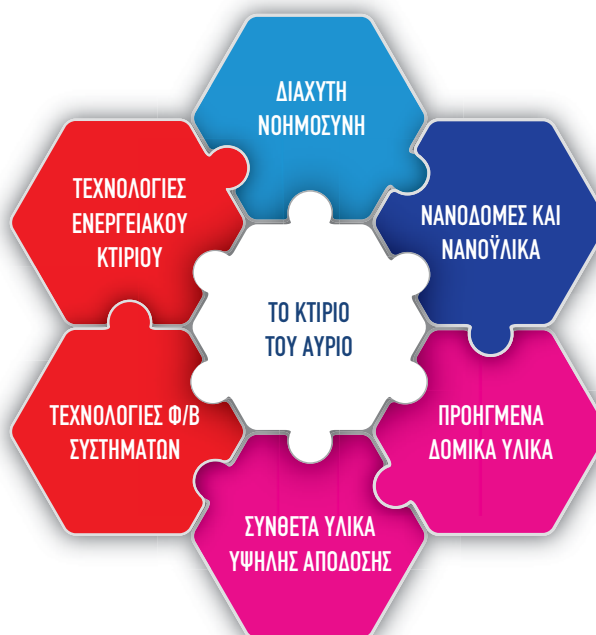 ΔΙΑΧΥΤΗ
ΝΟΗΜΟΣΥΝΗ
ΤΕΧΝΟΛΟΓΙΕΣ
ΕΝΕΡΓΕΙΑΚΟΥ
ΚΤΙΡΙΟΥ
ΝΑΝΟΔΟΜΕΣ ΚΑΙ
ΝΑΝΟΫΛΙΚΑ
ΤΟ ΚΤΙΡΙΟ
ΤΟΥ ΑΥΡΙΟ
ΤΕΧΝΟΛΟΓΙΕΣ Φ/Β
ΣΥΣΤΗΜΑΤΩΝ
ΠΡΟΗΓΜΕΝΑ
ΔΟΜΙΚΑ ΥΛΙΚΑ
ΣΥΝΘΕΤΑ ΥΛΙΚΑ
ΥΨΗΛΗΣ ΑΠΟΔΟΣΗΣ